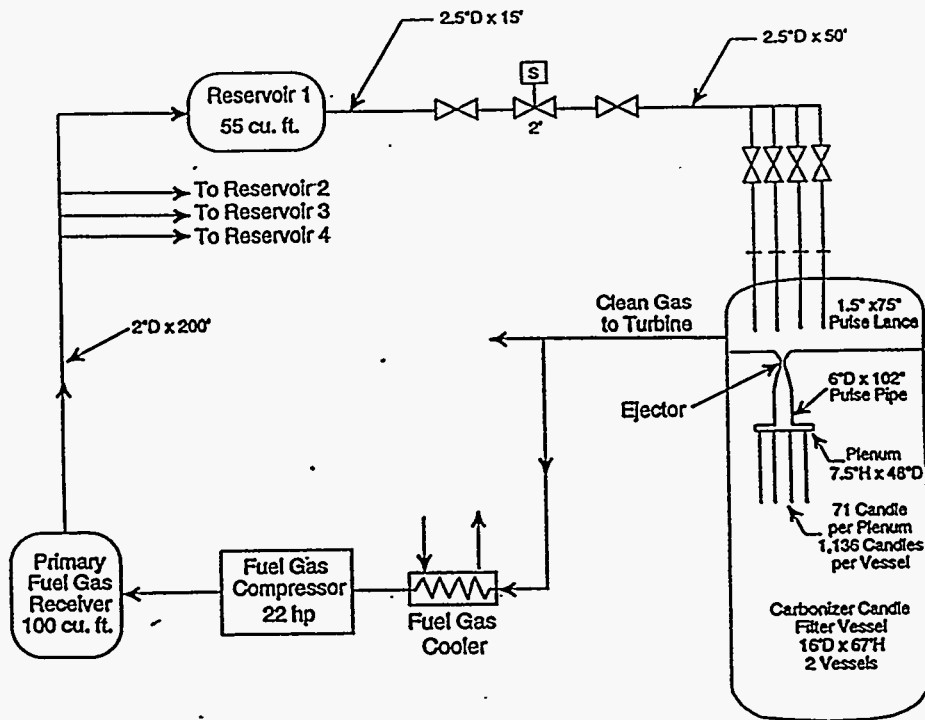 2.5"D x 15'
2.5"D x 50'
S
Reservoir 1
55 cu. ft.
2"
To Reservoir 2
To Reservoir 3
To Reservoir 4
2"D x 200'
Clean Gas
to Turbine
1.5" x75"
Pulse Lance
Ejector
6"D x 102"
Pulse Pipe
Plenum
7.5"H x 48"D
71 Candle
per Plenum
1,136 Candles
per Vessel
Primary
Fuel Gas
Receiver
100 cu. ft.
Fuel Gas
Compressor
22 hp
Fuel Gas
Cooler
Carbonizer Candle
Filter Vessel
16'D x 67'H
2 Vessels